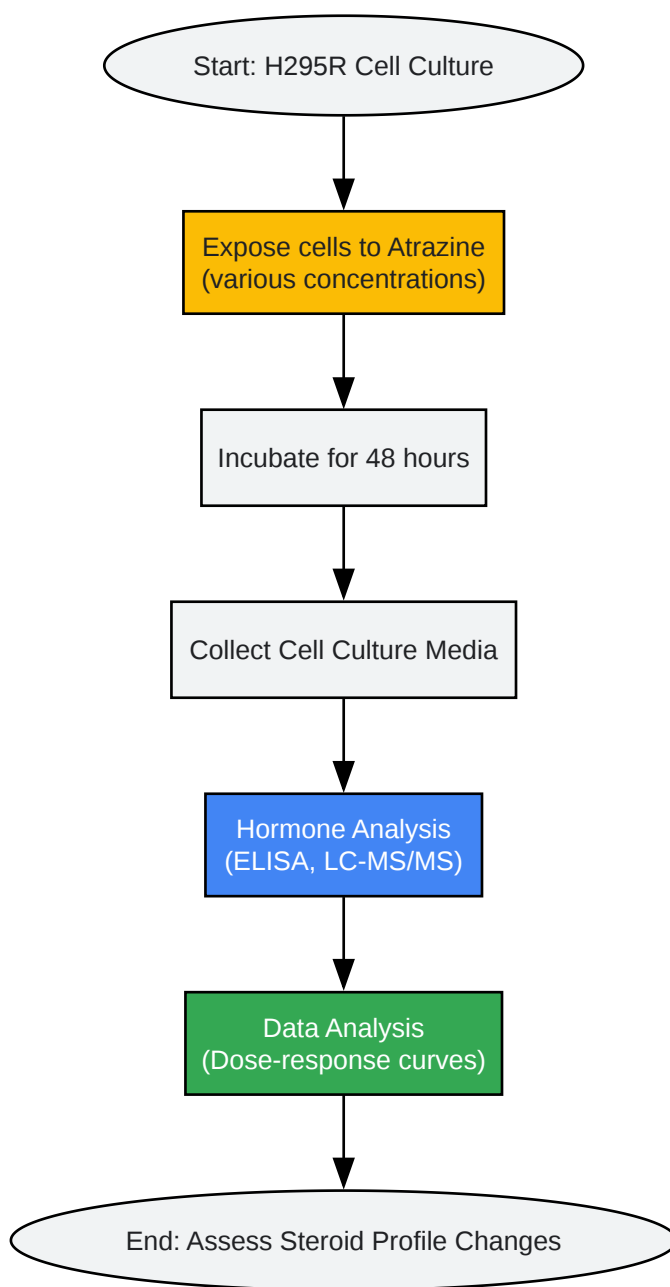 Start: H295R Cell Culture
Expose cells to Atrazine
(various concentrations)
Incubate for 48 hours
Collect Cell Culture Media
Hormone Analysis
(ELISA, LC-MS/MS)
Data Analysis
(Dose-response curves)
End: Assess Steroid Profile Changes